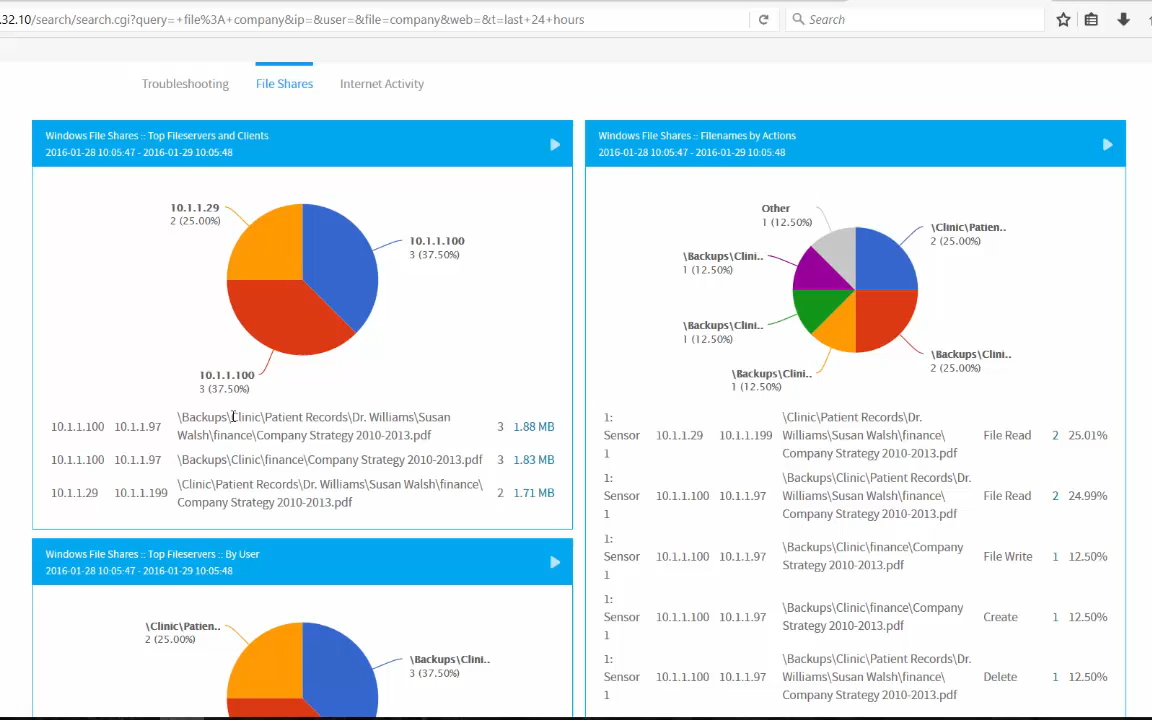 .32.10/search/search.cgi?query=+file%3A+company&ip=&user=&file=company&web=&t=last+24+hours
Search
Troubleshooting File Shares Internet Activity
Windows File Shares :: Top Fileservers and Clients
2016-01-28 10:05:47 - 2016-01-29 10:05:48
10.1.1.29
2 (25.00%)
10.1.1.100
3 (37.50%)
10.1.1.100
3 (37.50%)
\Backups\Clinic\Patient Records\Dr. Williams\Susan
10.1.1.100 10.1.1.97 3 1.88 MB
Walsh\finance\Company Strategy 2010-2013.pdf
10.1.1.100 10.1.1.97 \Backups\Clinic\finance\Company Strategy 2010-2013.pdf 3 1.83 MB
\Clinic\Patient Records\Dr. Williams\Susan Walsh\finance\
10.1.1.29 10.1.1.199 2 1.71 MB
Company Strategy 2010-2013.pdf
Windows File Shares :: Top Fileservers :: By User
2016-01-28 10:05:47 - 2016-01-29 10:05:48
\Clinic\Patien..
2 (25.00%)
\Backups\Clini..
3 (37.50%)
Windows File Shares :: Filenames by Actions
2016-01-28 10:05:47 - 2016-01-29 10:05:48
Other
1 (12.50%)
\Clinic\Patien..
2 (25.00%)
\Backups\Clini..
1 (12.50%)
\Backups\Clini..
1 (12.50%)
\Backups\Clini..
2 (25.00%)
\Backups\Clini..
1 (12.50%)
1: \Clinic\Patient Records\Dr.
Sensor 10.1.1.29 10.1.1.199 Williams\Susan Walsh\finance\ File Read 2 25.01%
1 Company Strategy 2010-2013.pdf
1: \Backups\Clinic\Patient Records\Dr.
Sensor 10.1.1.100 10.1.1.97 Williams\Susan Walsh\finance\ File Read 2 24.99%
1 Company Strategy 2010-2013.pdf
1:
\Backups\Clinic\finance\Company
Sensor 10.1.1.100 10.1.1.97 File Write 1 12.50%
Strategy 2010-2013.pdf
1
1:
\Backups\Clinic\finance\Company
Sensor 10.1.1.100 10.1.1.97 Create 1 12.50%
Strategy 2010-2013.pdf
1
1: \Backups\Clinic\Patient Records\Dr.
Sensor 10.1.1.100 10.1.1.97 Williams\Susan Walsh\finance\ Delete 1 12.50%
1 Company Strategy 2010-2013.pdf